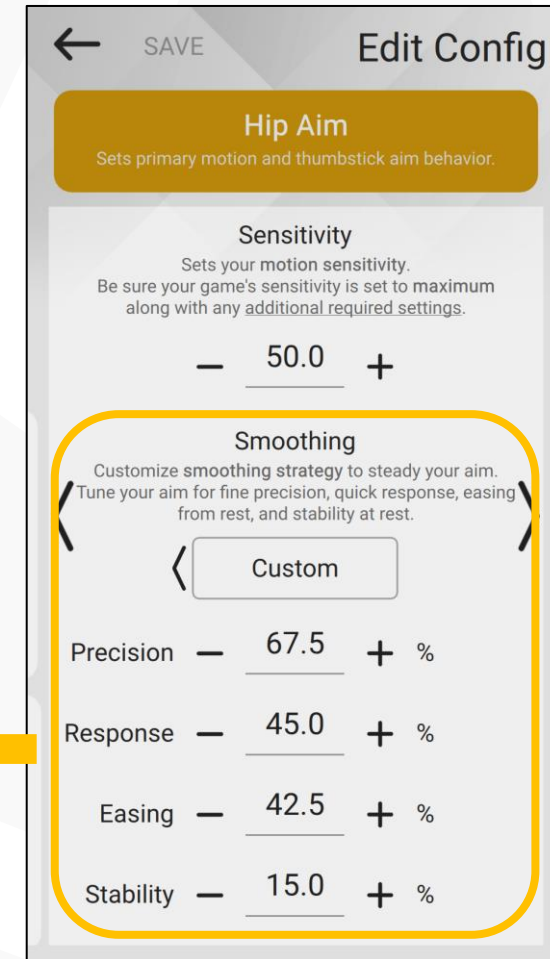 SAVE Edit Config
Hip Aim
Sets primary motion and thumbstick aim behavior.
Sensitivity
Sets your motion sensitivity.
Be sure your game's sensitivity is set to maximum
along with any additional required settings.
− 50.0 +
Smoothing
Customize smoothing strategy to steady your aim.
Tune your aim for fine precision, quick response, easing
from rest, and stability at rest.
Custom
Precision − 67.5 + %
Response − 45.0 + %
Easing − 42.5 + %
Stability − 15.0 + %